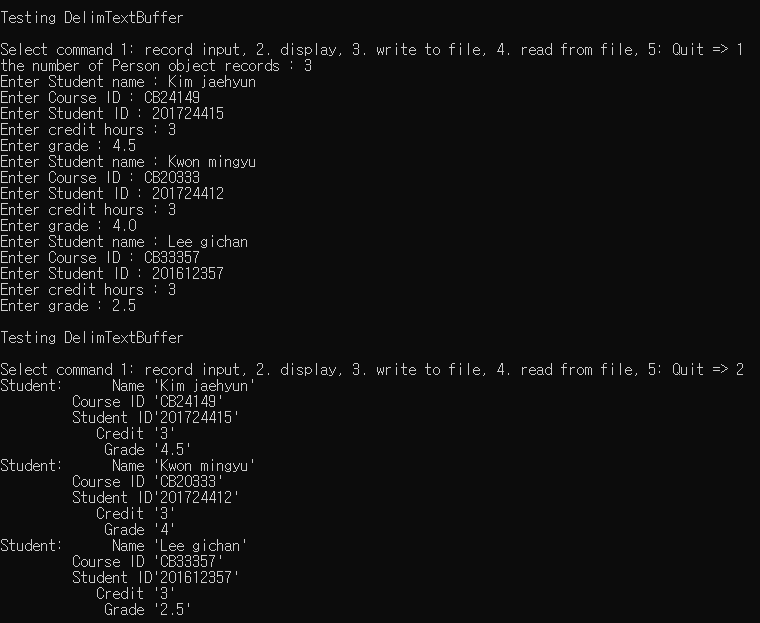 Testing DelimTextBuffer
Select command 1: record input, 2. display, 3. write to file, 4. read from file, 5: Quit => 1
the number of Person object records : 3
Enter Student name : Kim jaehyun
Enter Course ID : CB24149
Enter Student ID : 201724415
Enter credit hours : 3
Enter grade : 4.5
Enter Student name : Kwon mingyu
Enter Course ID : CB20333
Enter Student ID : 201724412
Enter credit hours : 3
Enter grade : 4.0
Enter Student name : Lee gichan
Enter Course ID : CB33357
Enter Student ID : 201612357
Enter credit hours : 3
Enter grade : 2.5
Testing DelimTextBuffer
Select command 1: record input, 2. display, 3. write to file, 4. read from file, 5: Quit => 2
Student:      Name 'Kim jaehyun'
         Course ID 'CB24149'
         Student ID'201724415'
            Credit '3'
             Grade '4.5'
Student:      Name 'Kwon mingyu'
         Course ID 'CB20333'
         Student ID'201724412'
            Credit '3'
             Grade '4'
Student:      Name 'Lee gichan'
         Course ID 'CB33357'
         Student ID'201612357'
            Credit '3'
             Grade '2.5'